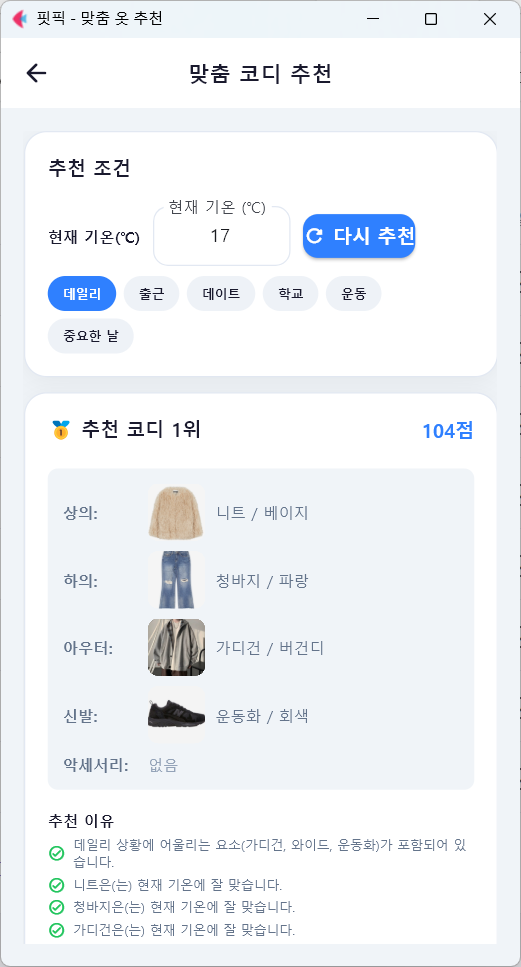 핏픽 - 맞춤 옷 추천
맞춤 코디 추천
추천 조건
현재 기온 (℃)
현재 기온(℃)
17
다시 추천
데일리 출근 데이트 학교 운동
중요한 날
추천 코디 1위
104점
상의: 니트 / 베이지
하의: 청바지 / 파랑
아우터: 가디건 / 버건디
신발: 운동화 / 회색
악세서리: 없음
추천 이유
데일리 상황에 어울리는 요소(가디건, 와이드, 운동화)가 포함되어 있
습니다.
니트은(는) 현재 기온에 잘 맞습니다.
청바지은(는) 현재 기온에 잘 맞습니다.
가디건은(는) 현재 기온에 잘 맞습니다.